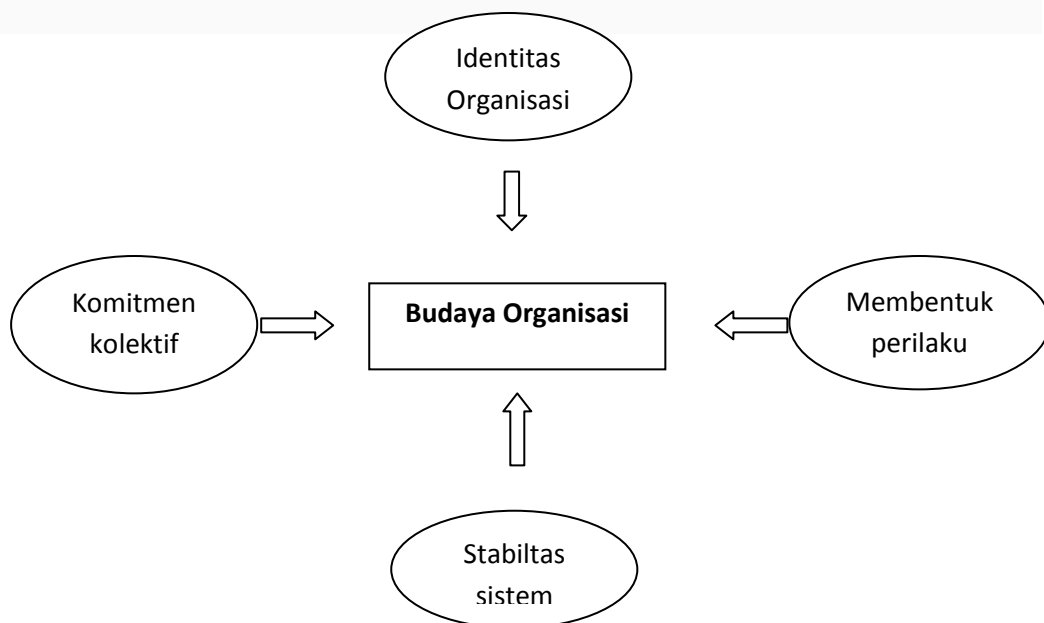 Identitas
Organisasi
Komitmen
kolektif
Budaya Organisasi
Membentuk
perilaku
Stabiltas
sistem